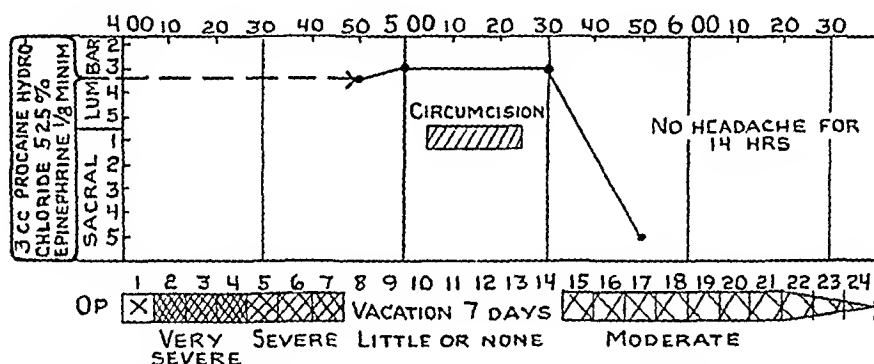 4 00 10 20 30 40 50 5 00 10 20 30 40 50 6 00 10 20 30
3 CC PROCAINE HYDRO-
CHLORIDE 5.25%
EPINEPHRINE 1/8 MINIM
LUMBAR
2
3
4
5
SACRAL
1
2
3
4
5
CIRCUMCISION
NO HEADACHE FOR
14 HRS
1 2 3 4 5 6 7 8 9 10 11 12 13 14 15 16 17 18 19 20 21 22 23 24
OP VACATION 7 DAYS
VERY SEVERE LITTLE OR NONE MODERATE
SEVERE